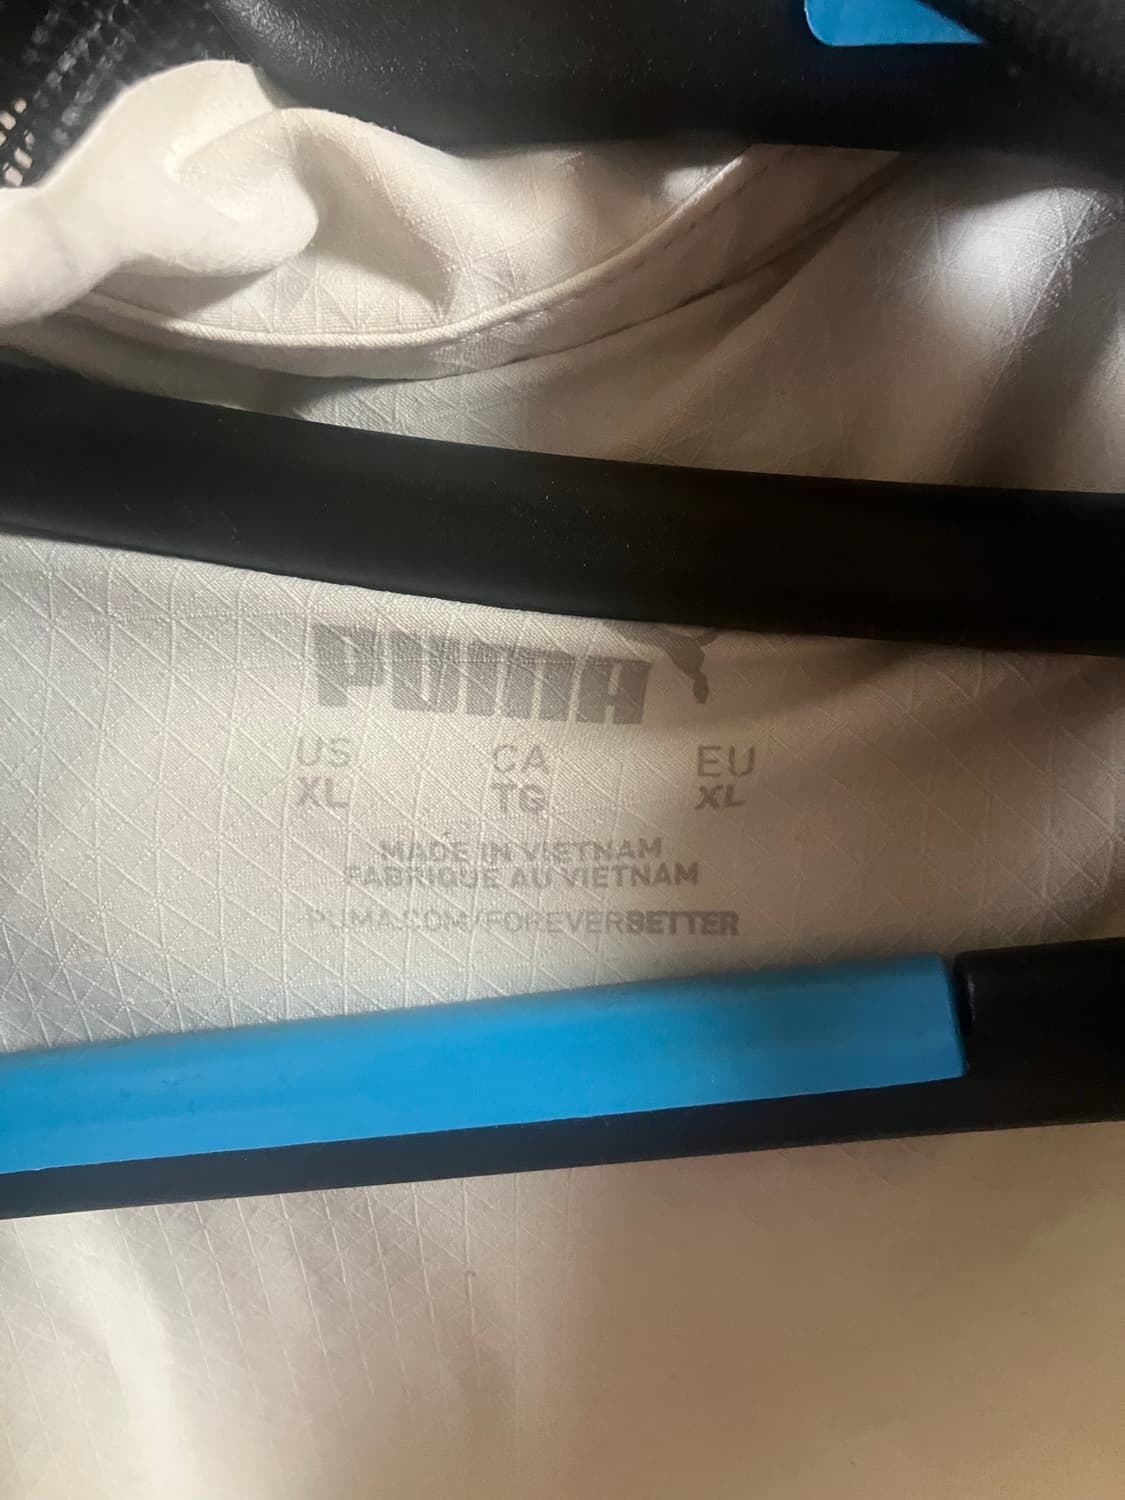 PUMA
US CA EU
XL TG XL
MADE IN VIETNAM
FABRIQUE AU VIETNAM
PUMA.COM/FOREVERBETTER